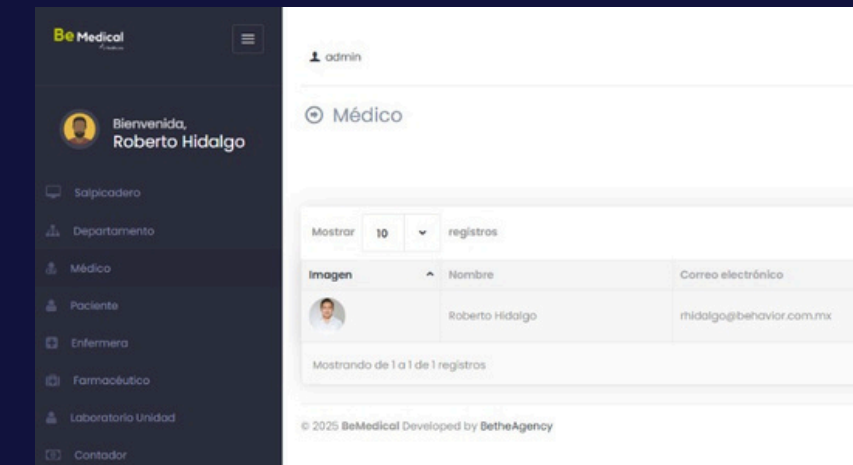 Be Medical
admin
Bienvenida,
Roberto Hidalgo
Médico
Salpicadero
Departamento
Médico
Paciente
Enfermera
Farmacéutico
Laboratorio Unidad
Contador
Mostrar 10 registros
Imagen Nombre Correo electrónico
Roberto Hidalgo rhidalgo@behavior.com.mx
Mostrando de 1 a 1 de 1 registros
© 2025 BeMedical Developed by BetheAgency